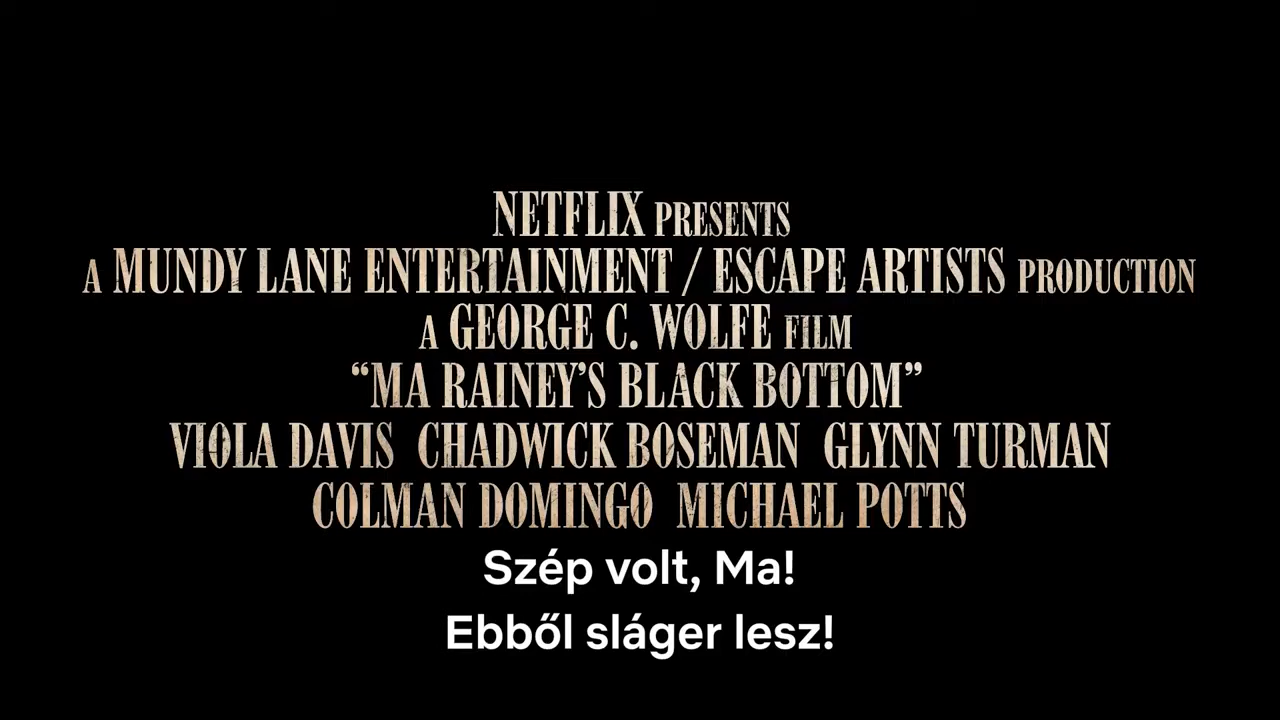 NETFLIX PRESENTS
A MUNDY LANE ENTERTAINMENT / ESCAPE ARTISTS PRODUCTION
A GEORGE C. WOLFE FILM
“MA RAINEY’S BLACK BOTTOM”
VIOLA DAVIS CHADWICK BOSEMAN GLYNN TURMAN
COLMAN DOMINGO MICHAEL POTTS
Szép volt, Ma!
Ebből sláger lesz!